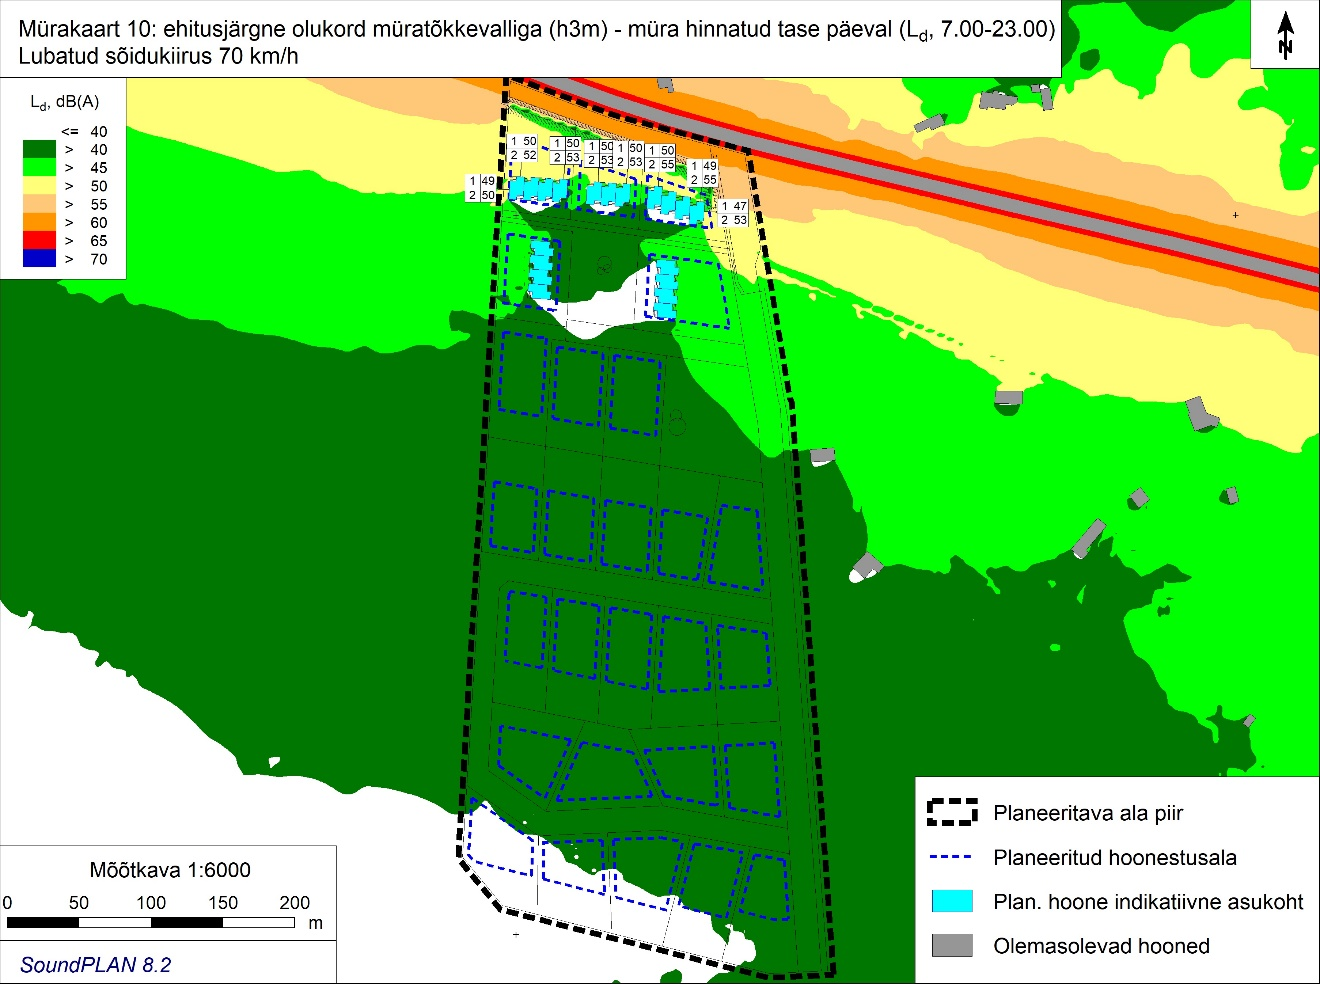 Mürakaart 10: ehitusjärgne olukord müratõkkevalliga (h3m) - müra hinnatud tase päeval (Ld, 7.00-23.00)
Lubatud sõidukiirus 70 km/h
N
Ld, dB(A)
<= 40
> 40
> 45
> 50
> 55
> 60
> 65
> 70
1 50
2 52
1 50
2 53
1 50
2 53
1 50
2 53
1 50
2 55
1 49
2 55
1 49
2 50
1 47
2 53
Planeeritava ala piir
Planeeritud hoonestusala
Plan. hoone indikatiivne asukoht
Olemasolevad hooned
Mõõtkava 1:6000
0 50 100 150 200
m
SoundPLAN 8.2